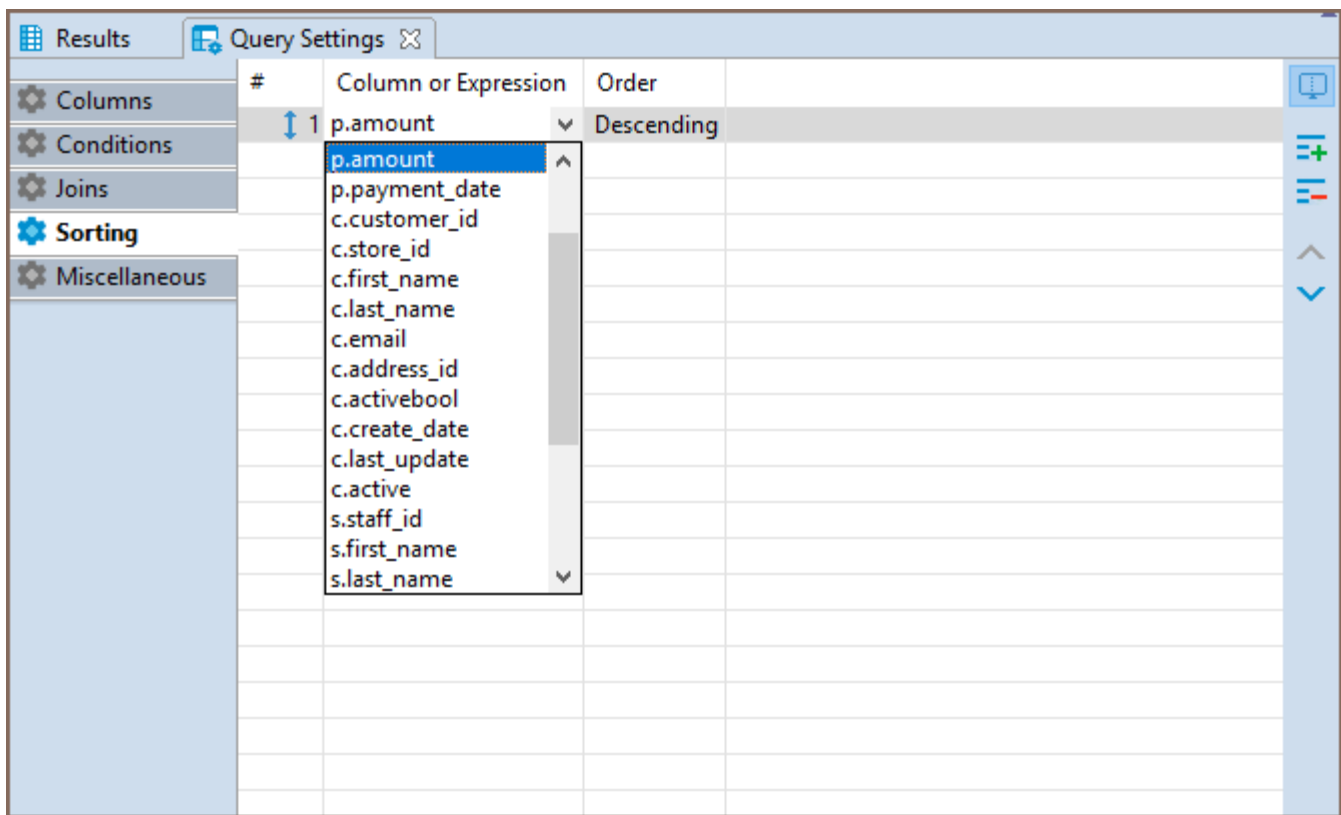 Results Query Settings
# Column or Expression Order
Columns
1 p.amount Descending
Conditions
Joins
Sorting
Miscellaneous
p.amount
p.payment_date
c.customer_id
c.store_id
c.first_name
c.last_name
c.email
c.address_id
c.activebool
c.create_date
c.last_update
c.active
s.staff_id
s.first_name
s.last_name